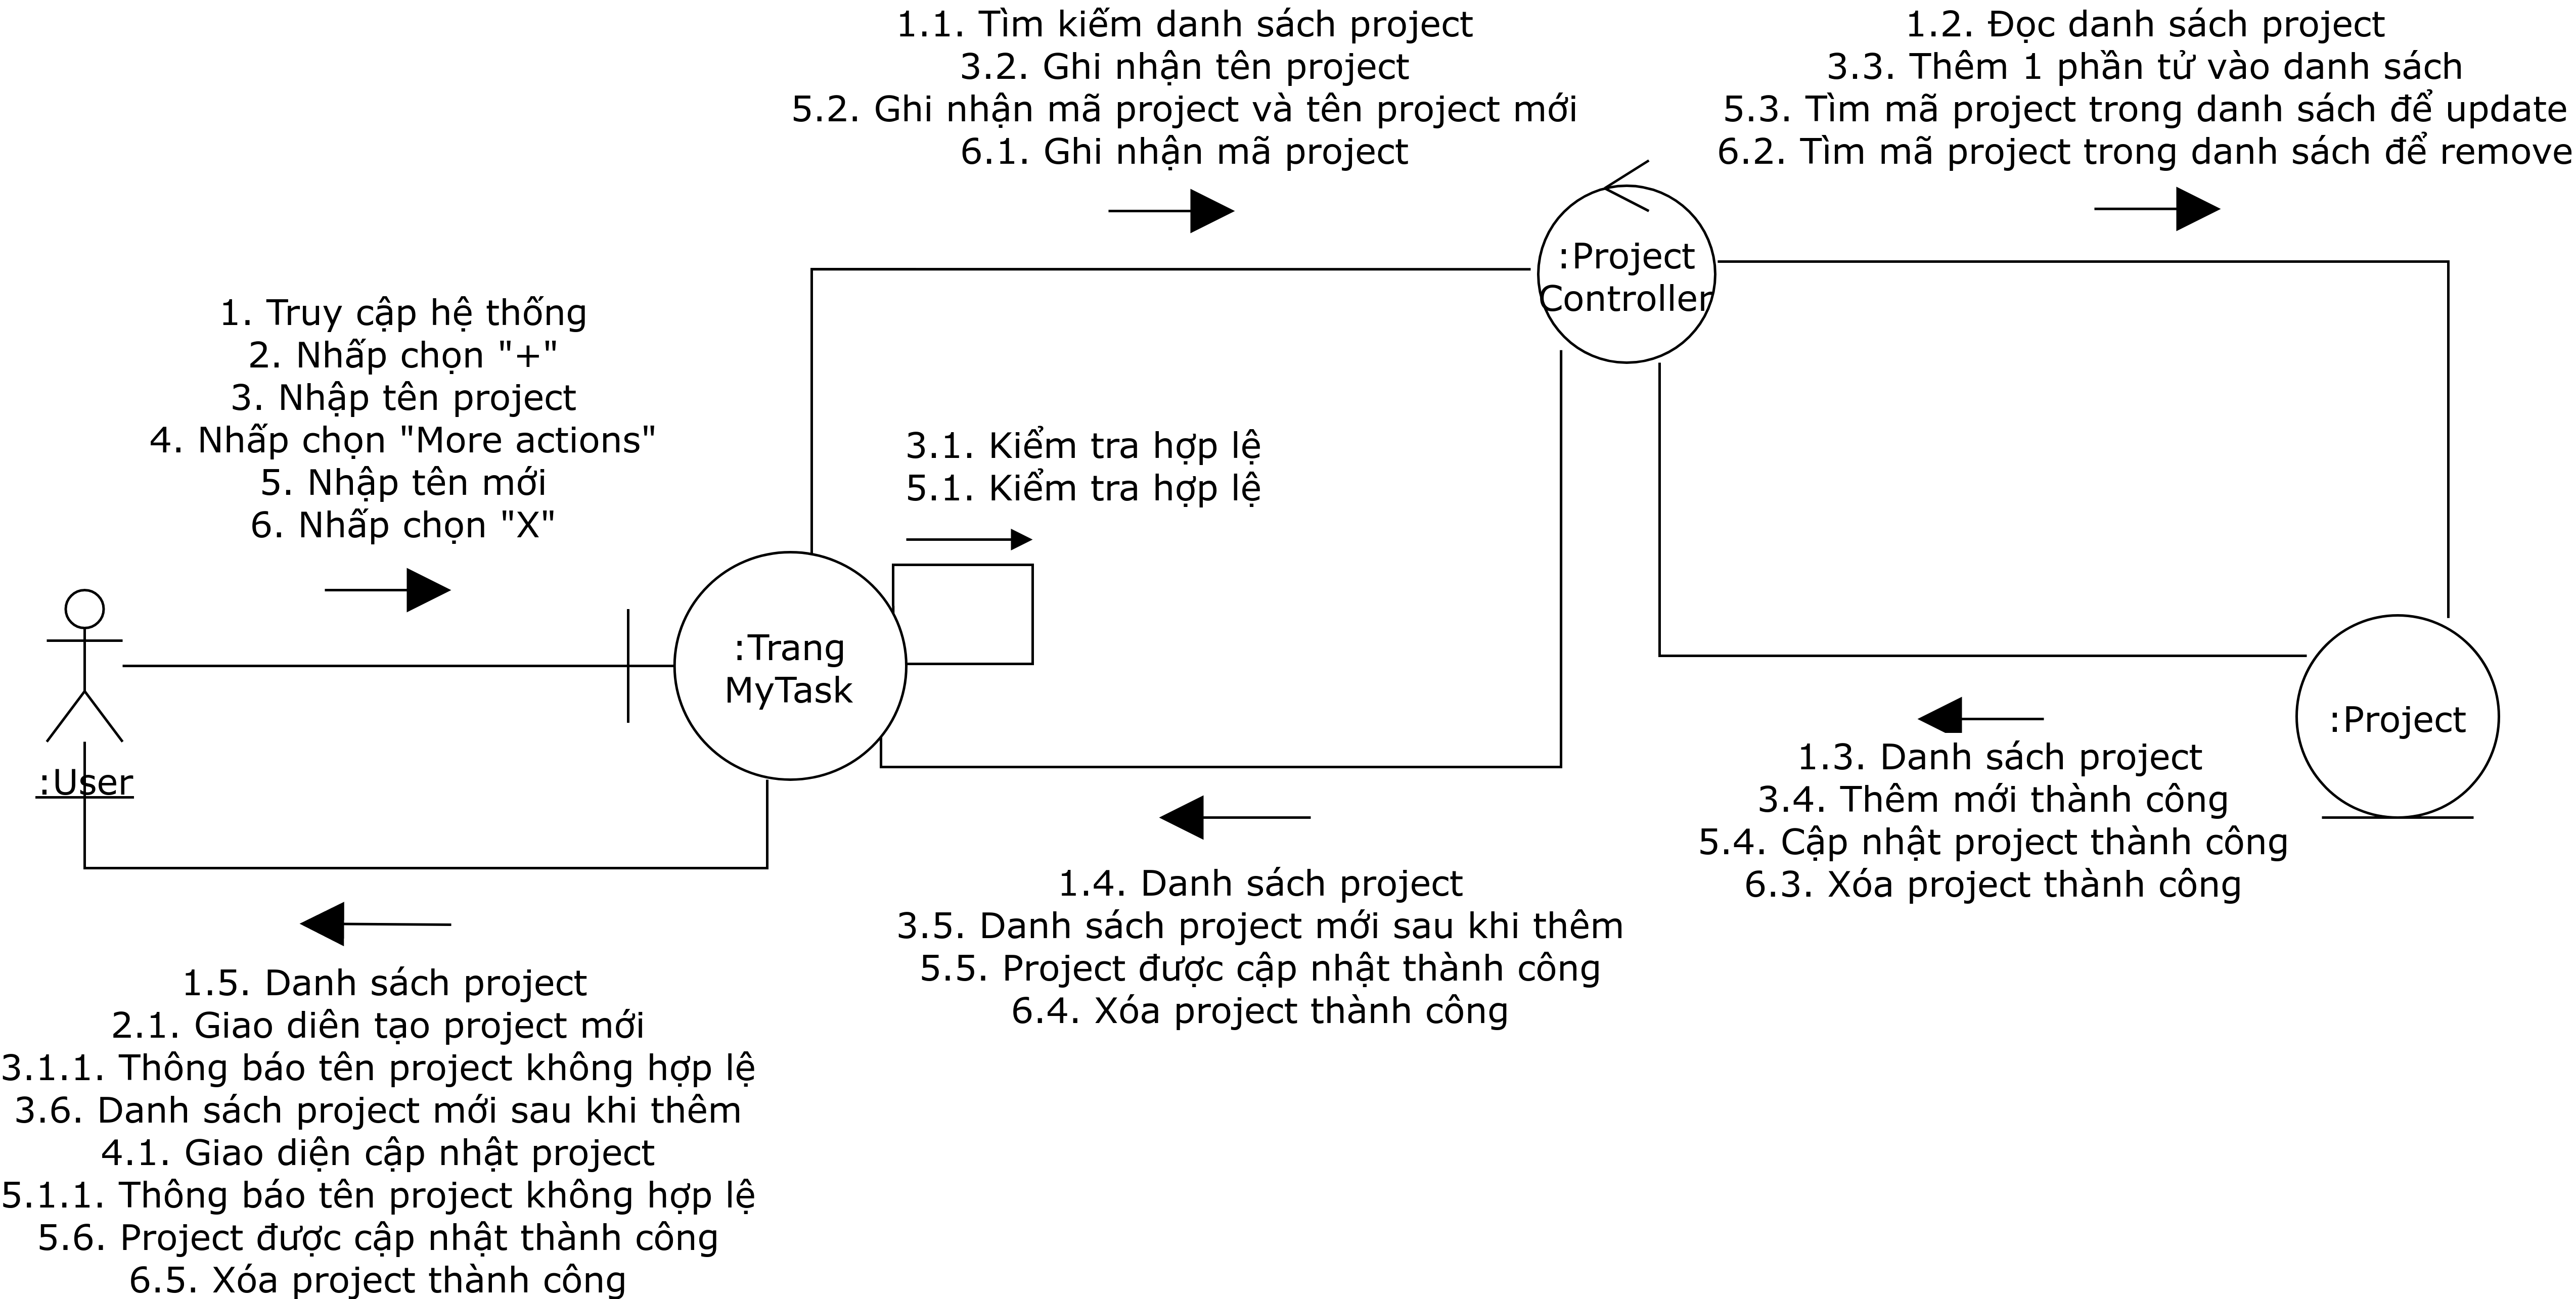 1.1. Tìm kiếm danh sách project
3.2. Ghi nhận tên project
5.2. Ghi nhận mã project và tên project mới
6.1. Ghi nhận mã project
1.2. Đọc danh sách project
3.3. Thêm 1 phần tử vào danh sách
5.3. Tìm mã project trong danh sách để update
6.2. Tìm mã project trong danh sách để remove
:Project
Controller
1. Truy cập hệ thống
2. Nhấp chọn "+"
3. Nhập tên project
4. Nhấp chọn "More actions"
5. Nhập tên mới
6. Nhấp chọn "X"
3.1. Kiểm tra hợp lệ
5.1. Kiểm tra hợp lệ
:Trang
MyTask
:User
:Project
1.3. Danh sách project
3.4. Thêm mới thành công
5.4. Cập nhật project thành công
6.3. Xóa project thành công
1.4. Danh sách project
3.5. Danh sách project mới sau khi thêm
5.5. Project được cập nhật thành công
6.4. Xóa project thành công
1.5. Danh sách project
2.1. Giao diên tạo project mới
3.1.1. Thông báo tên project không hợp lệ
3.6. Danh sách project mới sau khi thêm
4.1. Giao diện cập nhật project
5.1.1. Thông báo tên project không hợp lệ
5.6. Project được cập nhật thành công
6.5. Xóa project thành công